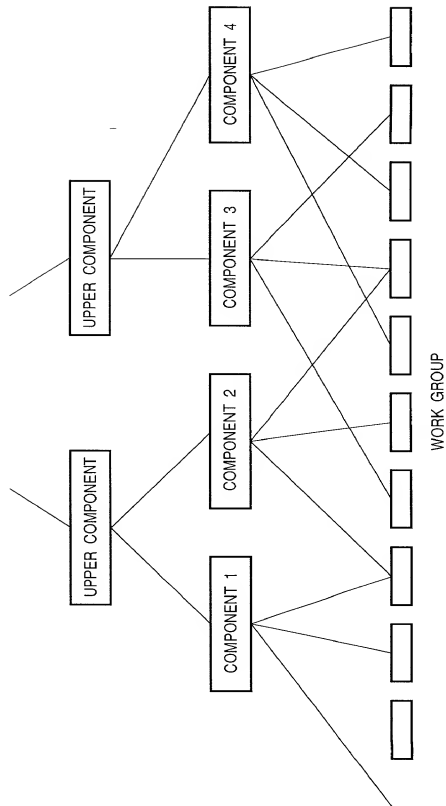 UPPER COMPONENT
UPPER COMPONENT
COMPONENT 1
COMPONENT 2
COMPONENT 3
COMPONENT 4
WORK GROUP